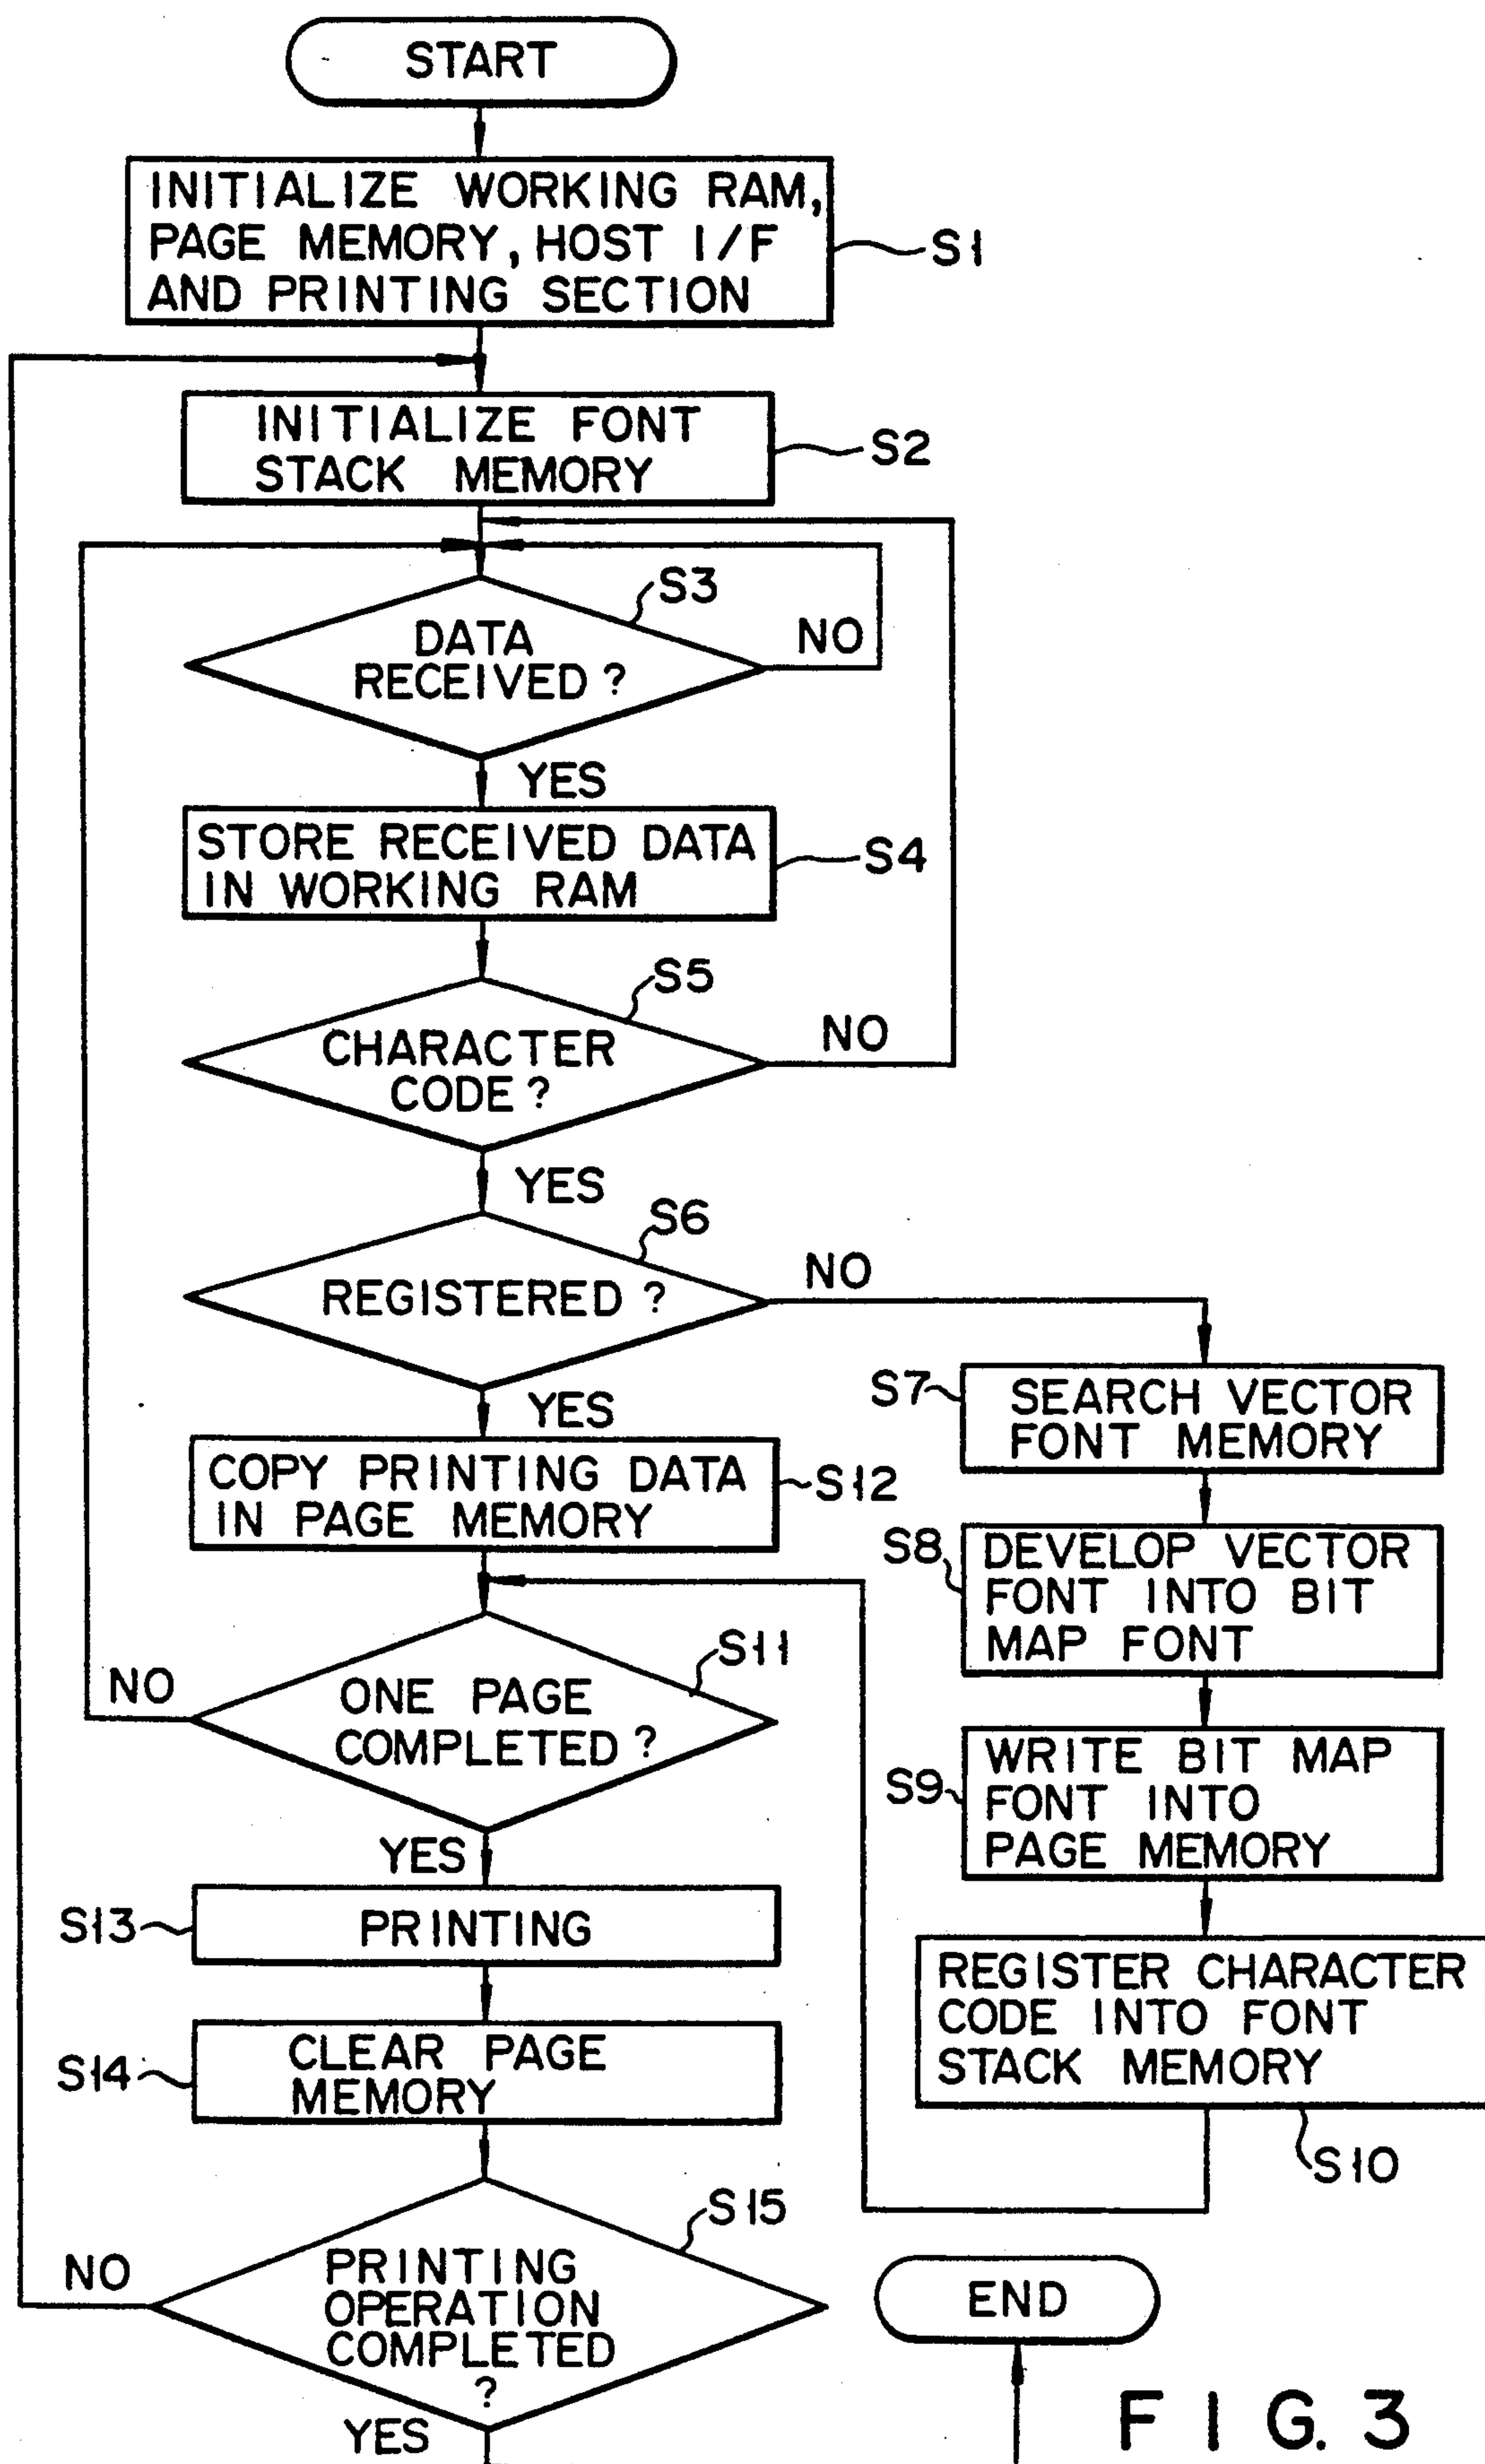 START
INITIALIZE WORKING RAM,
PAGE MEMORY, HOST I/F
AND PRINTING SECTION
S1
INITIALIZE FONT
STACK MEMORY
S2
S3
DATA
RECEIVED ?
NO
YES
STORE RECEIVED DATA
IN WORKING RAM
S4
S5
CHARACTER
CODE ?
NO
YES
S6
REGISTERED ?
NO
YES
S7
SEARCH VECTOR
FONT MEMORY
COPY PRINTING DATA
IN PAGE MEMORY
S12
S8
DEVELOP VECTOR
FONT INTO BIT
MAP FONT
S11
ONE PAGE
COMPLETED ?
NO
YES
S9
WRITE BIT MAP
FONT INTO
PAGE MEMORY
S13
PRINTING
REGISTER CHARACTER
CODE INTO FONT
STACK MEMORY
S10
S14
CLEAR PAGE
MEMORY
S15
PRINTING
OPERATION
COMPLETED
?
NO
YES
END
FIG. 3